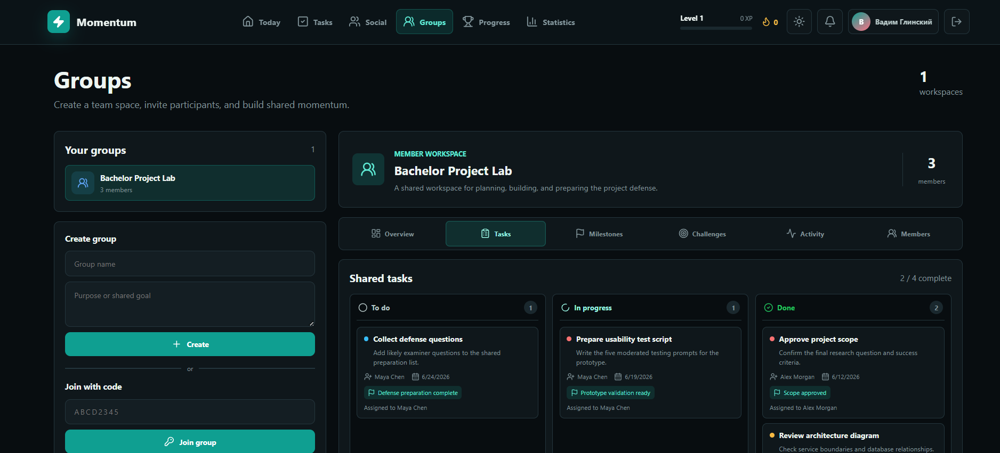 Momentum
Today
Tasks
Social
Groups
Progress
Statistics
Level 1
0 XP
0
B
Вадим Глинский
Groups
Create a team space, invite participants, and build shared momentum.
1
workspaces
Your groups
1
Bachelor Project Lab
3 members
Create group
Group name
Purpose or shared goal
Create
or
Join with code
ABCD2345
Join group
MEMBER WORKSPACE
Bachelor Project Lab
A shared workspace for planning, building, and preparing the project defense.
3
members
Overview
Tasks
Milestones
Challenges
Activity
Members
Shared tasks
2 / 4 complete
To do
1
Collect defense questions
Add likely examiner questions to the shared
preparation list.
Maya Chen
6/24/2026
Defense preparation complete
Assigned to Maya Chen
In progress
1
Prepare usability test script
Write the five moderated testing prompts for the
prototype.
Maya Chen
6/19/2026
Prototype validation ready
Assigned to Maya Chen
Done
2
Approve project scope
Confirm the final research question and success
criteria.
Alex Morgan
6/12/2026
Scope approved
Assigned to Alex Morgan
Review architecture diagram
Check service boundaries and database relationships.